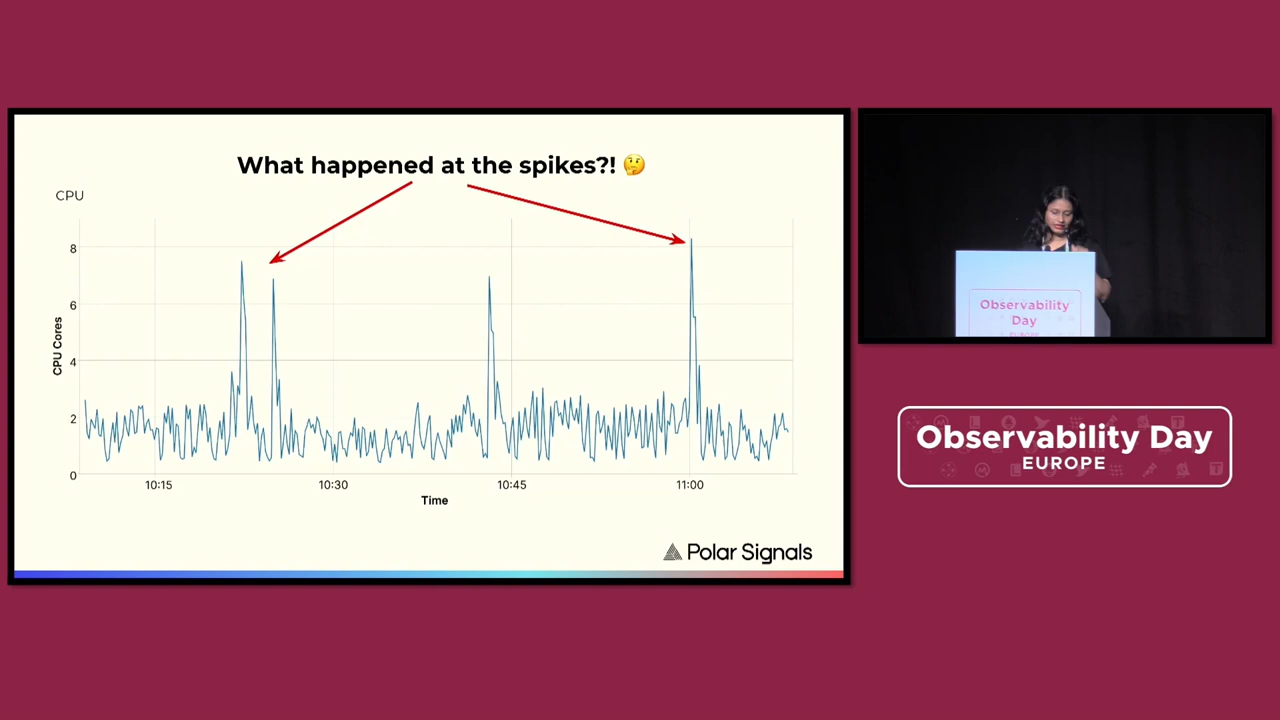 What happened at the spikes?! 🤔
CPU
CPU Cores
8
6
4
2
0
10:15
10:30
10:45
11:00
Time
Polar Signals
Observability
Day
EUROPE
Observability Day
EUROPE